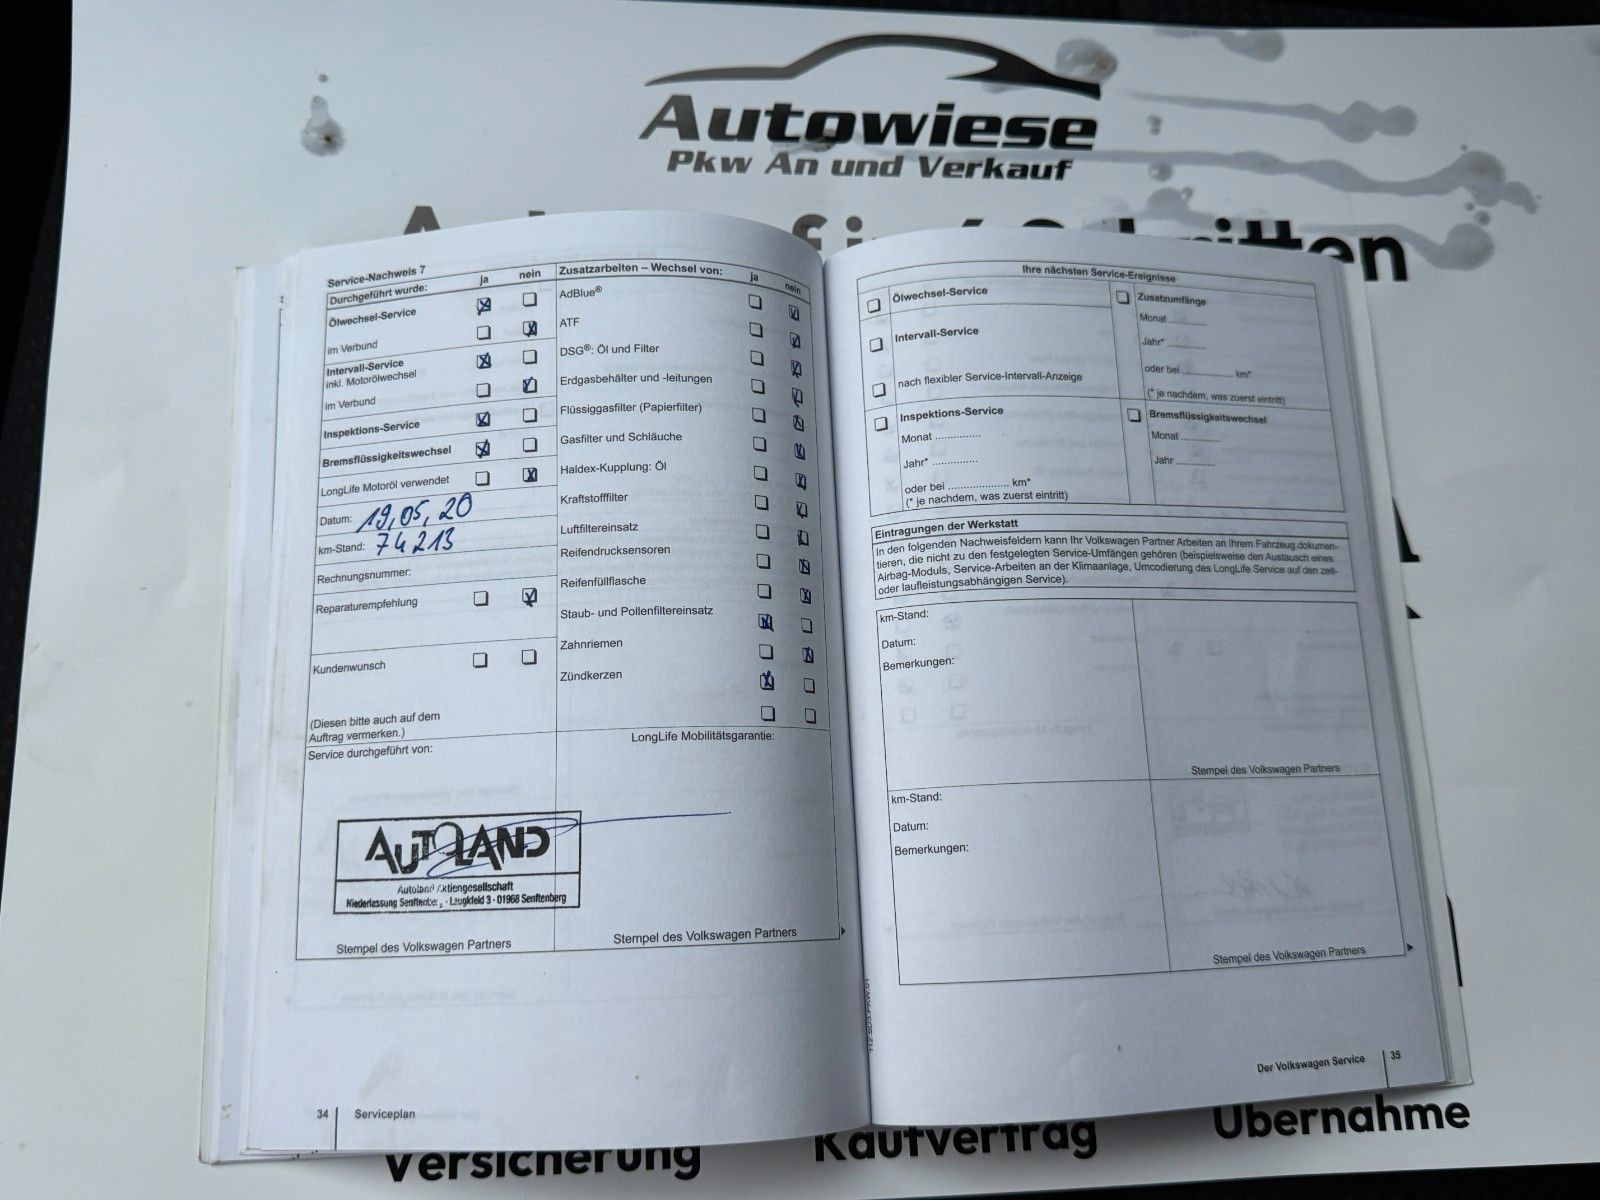 Autowiese
Pkw An und Verkauf
Service-Nachweis 7
Durchgeführt wurde: ja nein
Ölwechsel-Service
im Verbund
Intervall-Service
inkl. Motorölwechsel
im Verbund
Inspektions-Service
Bremsflüssigkeitswechsel
LongLife Motoröl verwendet
Datum: 19,05,20
km-Stand: 74213
Rechnungsnummer:
Reparaturempfehlung
Kundenwunsch
(Diesen bitte auch auf dem
Auftrag vermerken.)
Service durchgeführt von:
AUTOLAND
Autoland Aktiengesellschaft
Niederlassung Senftenberg · Laugkfeld 3 · 01968 Senftenberg
Stempel des Volkswagen Partners
Zusatzarbeiten – Wechsel von: ja nein
AdBlue®
ATF
DSG®: Öl und Filter
Erdgasbehälter und -leitungen
Flüssiggasfilter (Papierfilter)
Gasfilter und Schläuche
Haldex-Kupplung: Öl
Kraftstofffilter
Luftfiltereinsatz
Reifendrucksensoren
Reifenfüllflasche
Staub- und Pollenfiltereinsatz
Zahnriemen
Zündkerzen
LongLife Mobilitätsgarantie:
Stempel des Volkswagen Partners
34 Serviceplan
Ihre nächsten Service-Ereignisse
Ölwechsel-Service
Intervall-Service
nach flexibler Service-Intervall-Anzeige
Inspektions-Service
Monat ...............
Jahr* ...............
oder bei .................... km*
(* je nachdem, was zuerst eintritt)
Zusatzumfänge
Monat .............
Jahr* .............
oder bei ................. km*
(* je nachdem, was zuerst eintritt)
Bremsflüssigkeitswechsel
Monat .............
Jahr .............
Eintragungen der Werkstatt
In den folgenden Nachweisfeldern kann Ihr Volkswagen Partner Arbeiten an Ihrem Fahrzeug dokumen-
tieren, die nicht zu den festgelegten Service-Umfängen gehören (beispielsweise den Austausch eines
Airbag-Moduls, Service-Arbeiten an der Klimaanlage, Umcodierung des LongLife Service auf den zeit-
oder laufleistungsabhängigen Service).
km-Stand:
Datum:
Bemerkungen:
Stempel des Volkswagen Partners
km-Stand:
Datum:
Bemerkungen:
Stempel des Volkswagen Partners
Der Volkswagen Service 35
Versicherung
Kaufvertrag
Übernahme